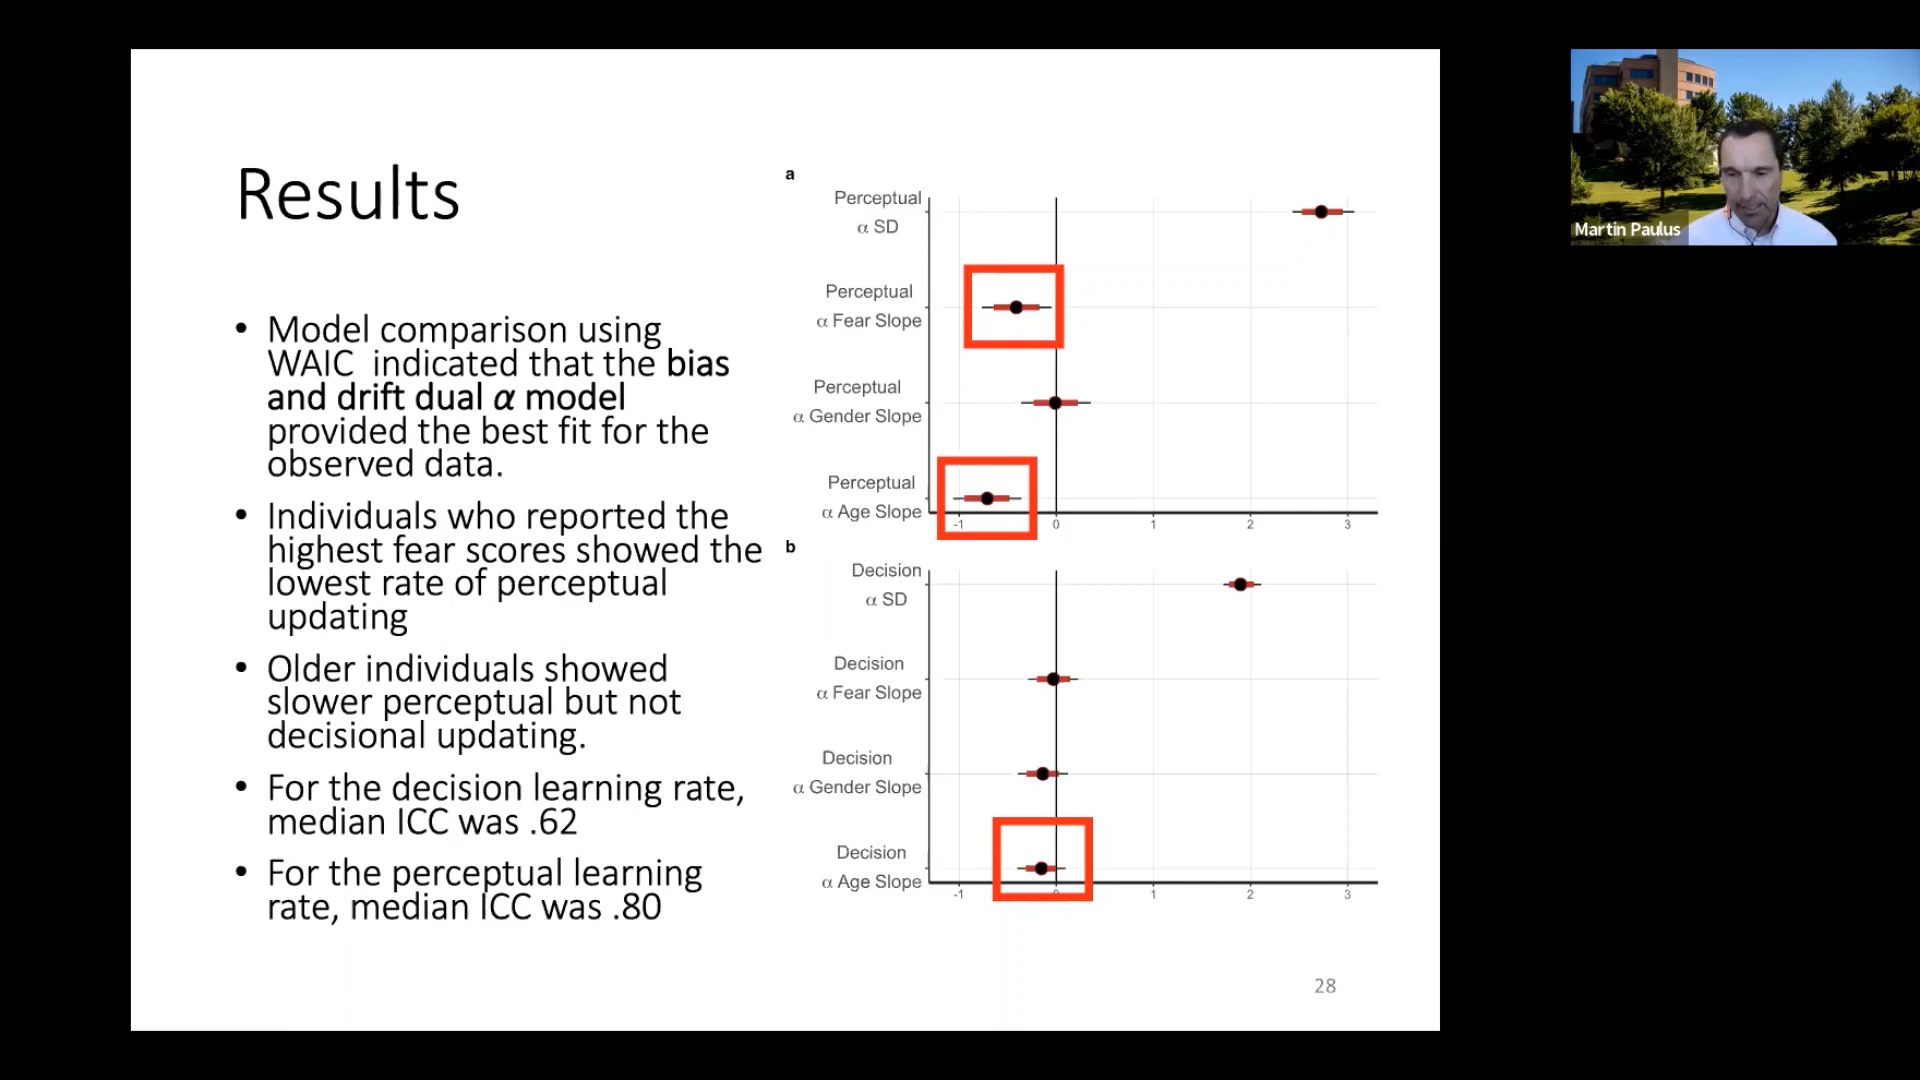 Results
• Model comparison using
WAIC indicated that the bias
and drift dual α model
provided the best fit for the
observed data.
• Individuals who reported the
highest fear scores showed the
lowest rate of perceptual
updating
• Older individuals showed
slower perceptual but not
decisional updating.
• For the decision learning rate,
median ICC was .62
• For the perceptual learning
rate, median ICC was .80
a
Perceptual
α SD
Perceptual
α Fear Slope
Perceptual
α Gender Slope
Perceptual
α Age Slope
-1 0 1 2 3
b
Decision
α SD
Decision
α Fear Slope
Decision
α Gender Slope
Decision
α Age Slope
-1 0 1 2 3
28
Martin Paulus